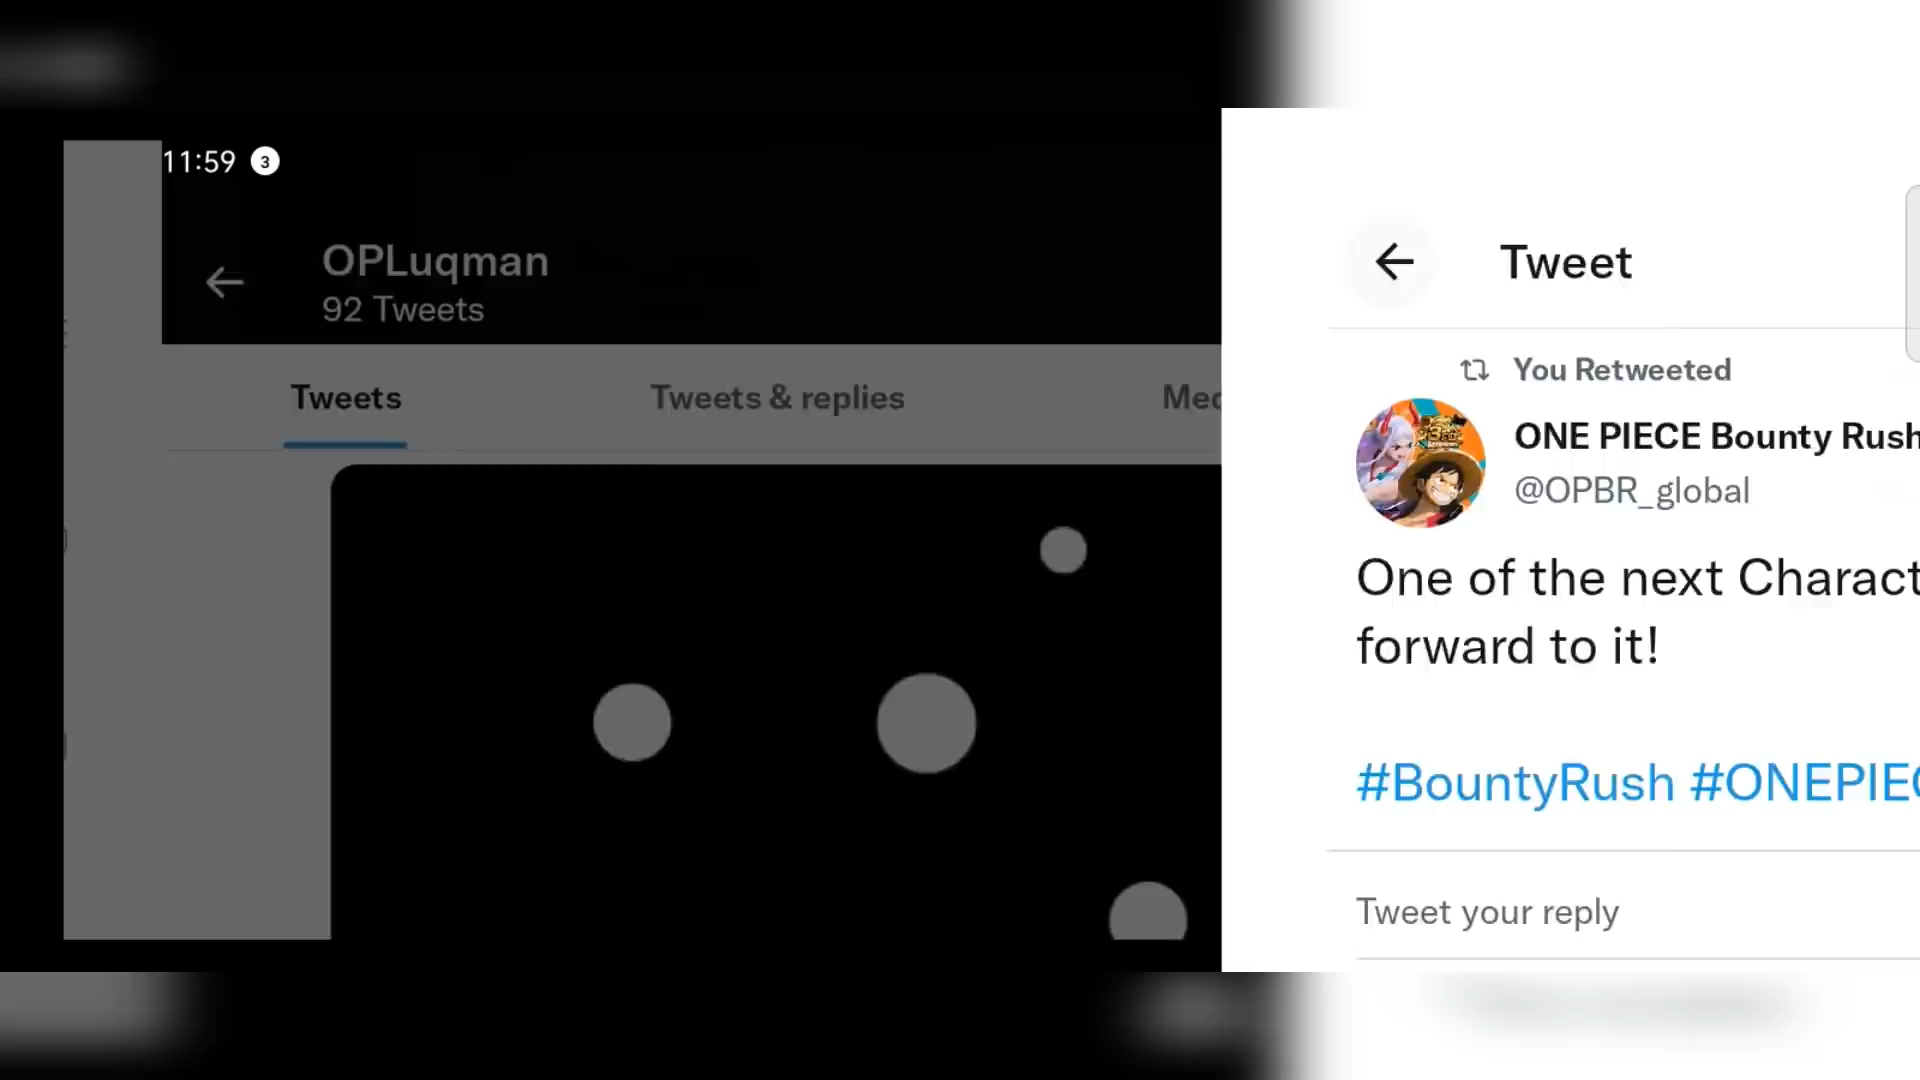 11:59 3
OPLuqman
92 Tweets
Tweets Tweets & replies
Tweet
You Retweeted
ONE PIECE Bounty Rush
@OPBR_global
One of the next Charact
forward to it!
#BountyRush #ONEPIEC
Tweet your reply